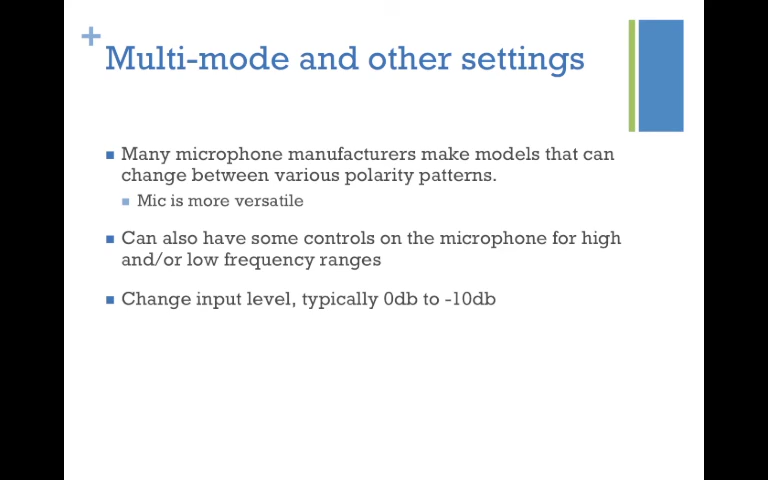 +
Multi-mode and other settings
■ Many microphone manufacturers make models that can
change between various polarity patterns.
■ Mic is more versatile
■ Can also have some controls on the microphone for high
and/or low frequency ranges
■ Change input level, typically 0db to -10db